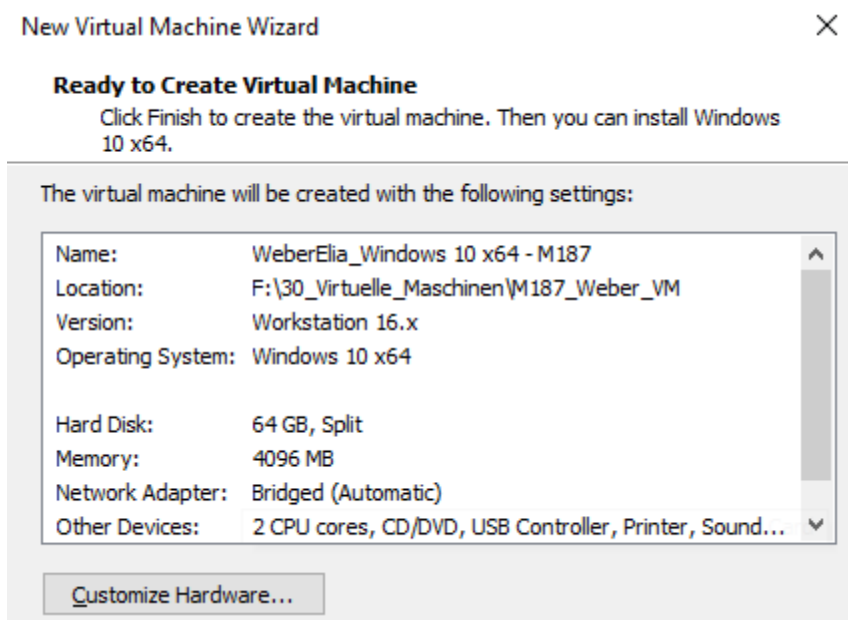 New Virtual Machine Wizard
Ready to Create Virtual Machine
Click Finish to create the virtual machine. Then you can install Windows
10 x64.
The virtual machine will be created with the following settings:
Name: WeberElia_Windows 10 x64 - M187
Location: F:\30_Virtuelle_Maschinen\M187_Weber_VM
Version: Workstation 16.x
Operating System: Windows 10 x64
Hard Disk: 64 GB, Split
Memory: 4096 MB
Network Adapter: Bridged (Automatic)
Other Devices: 2 CPU cores, CD/DVD, USB Controller, Printer, Sound...
Customize Hardware...